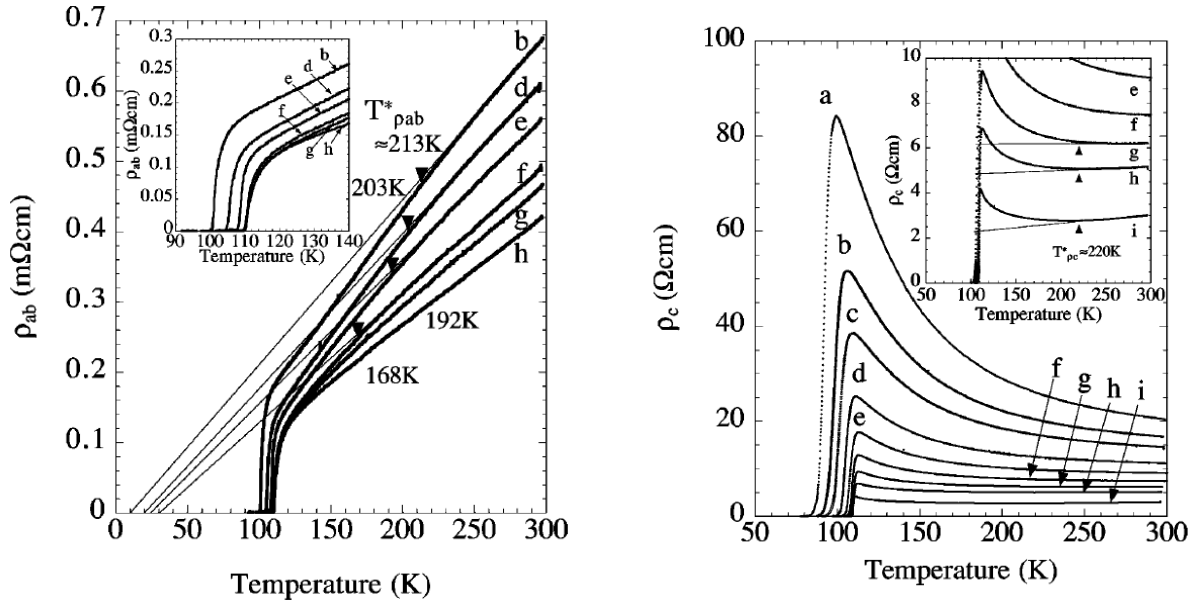 0.7
0.6
0.5
0.4
0.3
0.2
0.1
0
ρab (mΩcm)
0 50 100 150 200 250 300
Temperature (K)
b
d
e
f
g
h
T*ρab
≈213K
203K
192K
168K
0.3
0.25
0.2
0.15
0.1
0.05
0
ρab (mΩcm)
90 100 110 120 130 140
Temperature (K)
b
d
e
f
g h
100
80
60
40
20
0
ρc (Ωcm)
50 100 150 200 250 300
Temperature (K)
a
b
c
d
e
f
g
h
i
10
8
6
4
2
0
ρc (Ωcm)
50 100 150 200 250 300
Temperature (K)
e
f
g
h
i
T*ρc≈220K